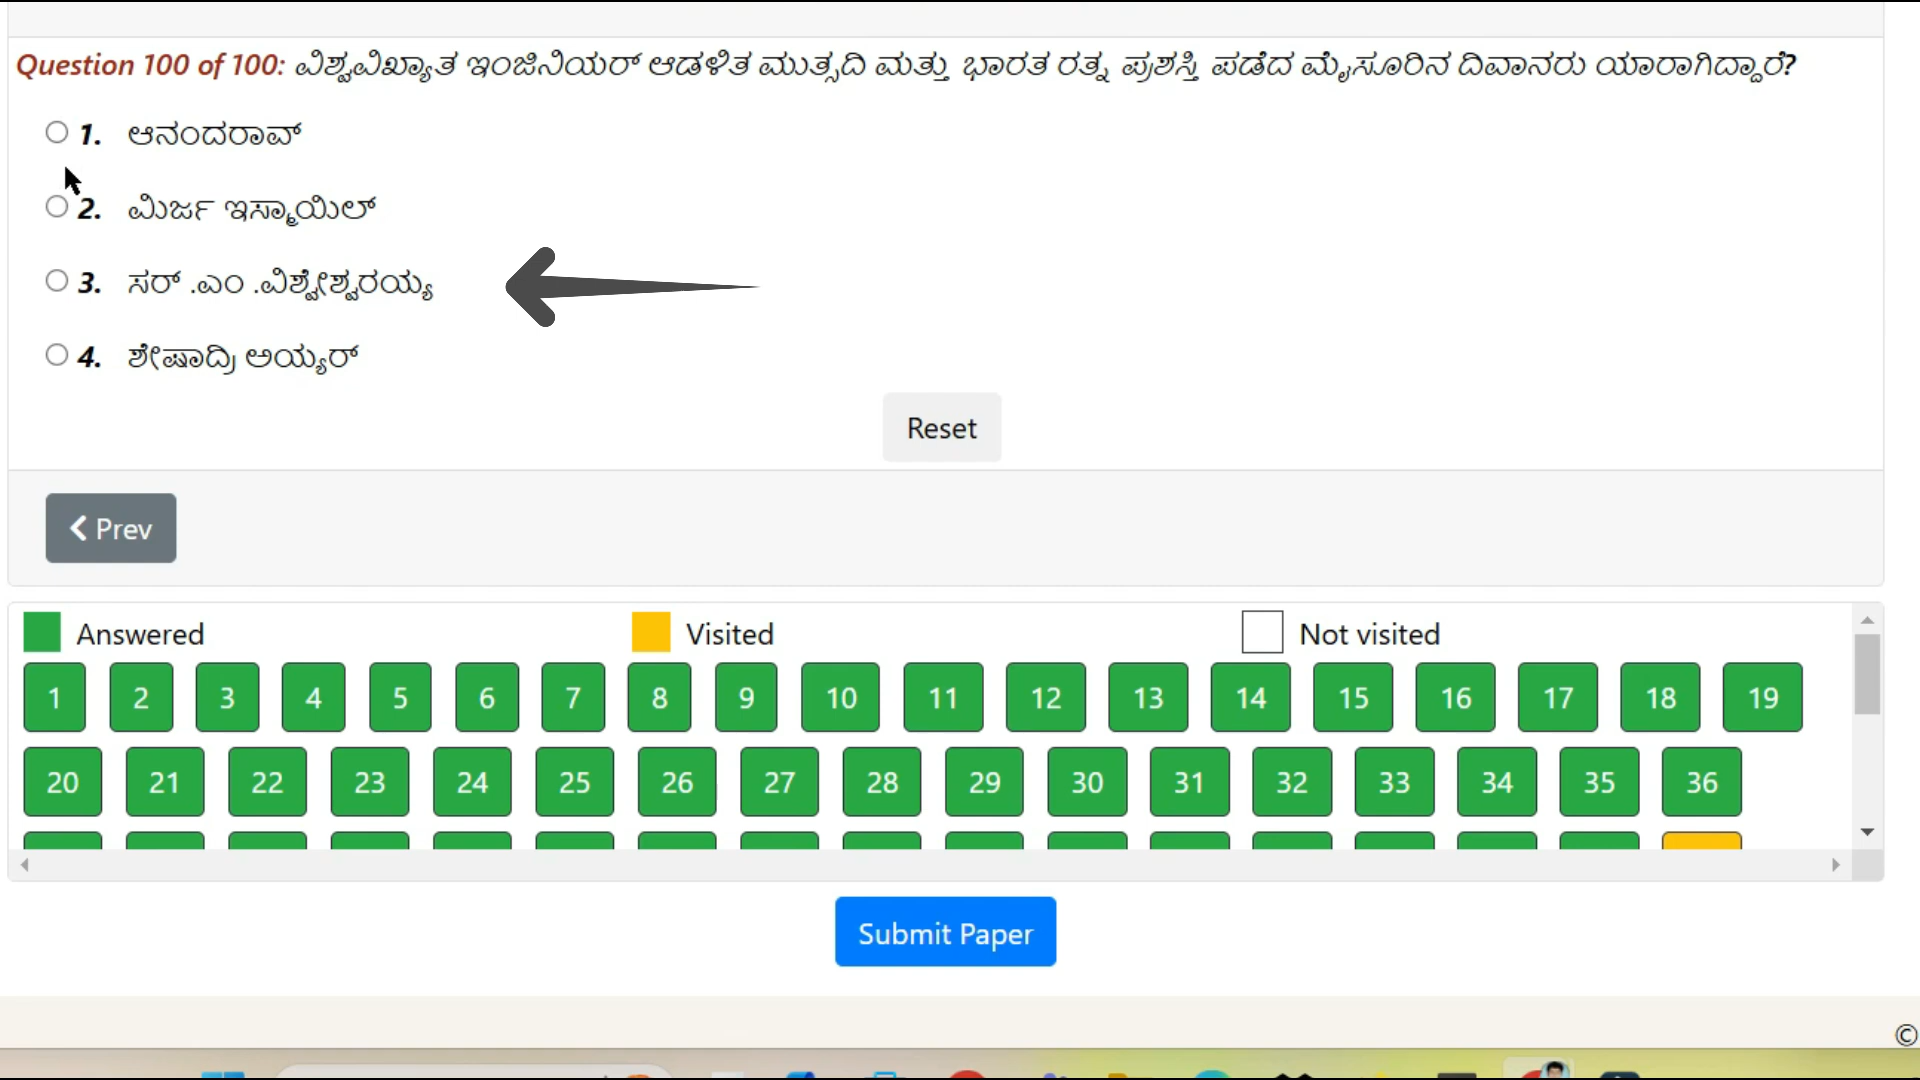 Question 100 of 100: ವಿಶ್ವವಿಖ್ಯಾತ ಇಂಜಿನಿಯರ್ ಆಡಳಿತ ಮುತ್ಸದಿ ಮತ್ತು ಭಾರತ ರತ್ನ ಪ್ರಶಸ್ತಿ ಪಡೆದ ಮೈಸೂರಿನ ದಿವಾನರು ಯಾರಾಗಿದ್ದಾರೆ?
1. ಆನಂದರಾವ್
2. ಮಿರ್ಜ ಇಸ್ಮಾಯಿಲ್
3. ಸರ್ .ಎಂ .ವಿಶ್ವೇಶ್ವರಯ್ಯ
4. ಶೇಷಾದ್ರಿ ಅಯ್ಯರ್
Reset
Prev
Answered Visited Not visited
1 2 3 4 5 6 7 8 9 10 11 12 13 14 15 16 17 18 19
20 21 22 23 24 25 26 27 28 29 30 31 32 33 34 35 36
Submit Paper
©